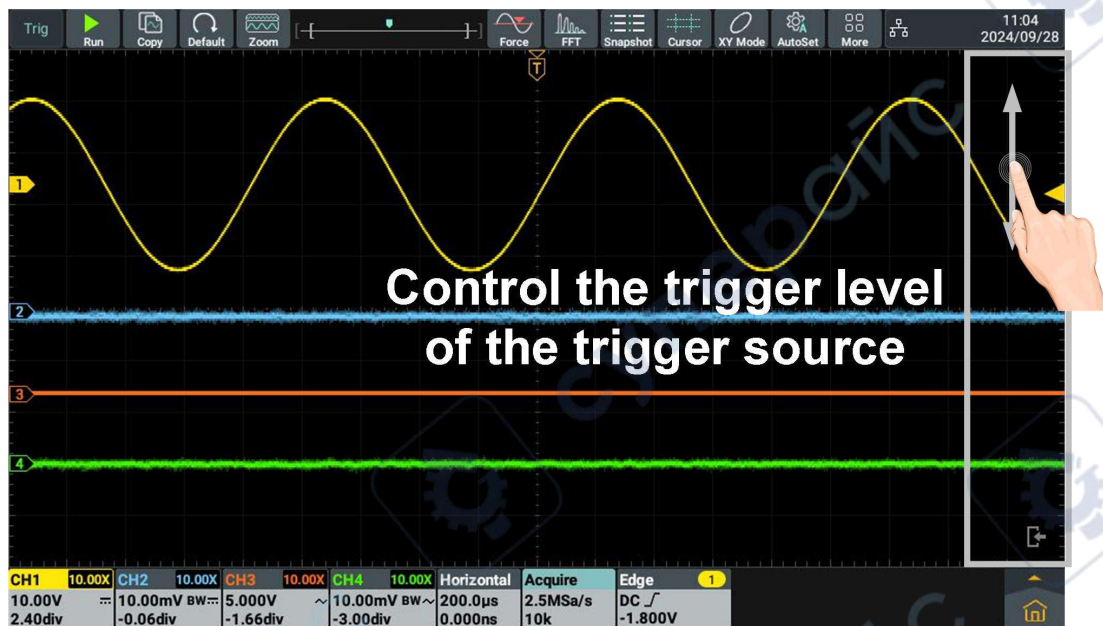 Trig Run Copy Default Zoom Force FFT Snapshot Cursor XY Mode AutoSet More 11:04
2024/09/28
T
1
Control the trigger level
2
of the trigger source
3
4
CH1 10.00X CH2 10.00X CH3 10.00X CH4 10.00X Horizontal Acquire Edge 1
10.00V 10.00mV BW 5.000V 10.00mV BW 200.0μs 2.5MSa/s DC
2.40div -0.06div -1.66div -3.00div 0.000ns 10k -1.800V
суперайс